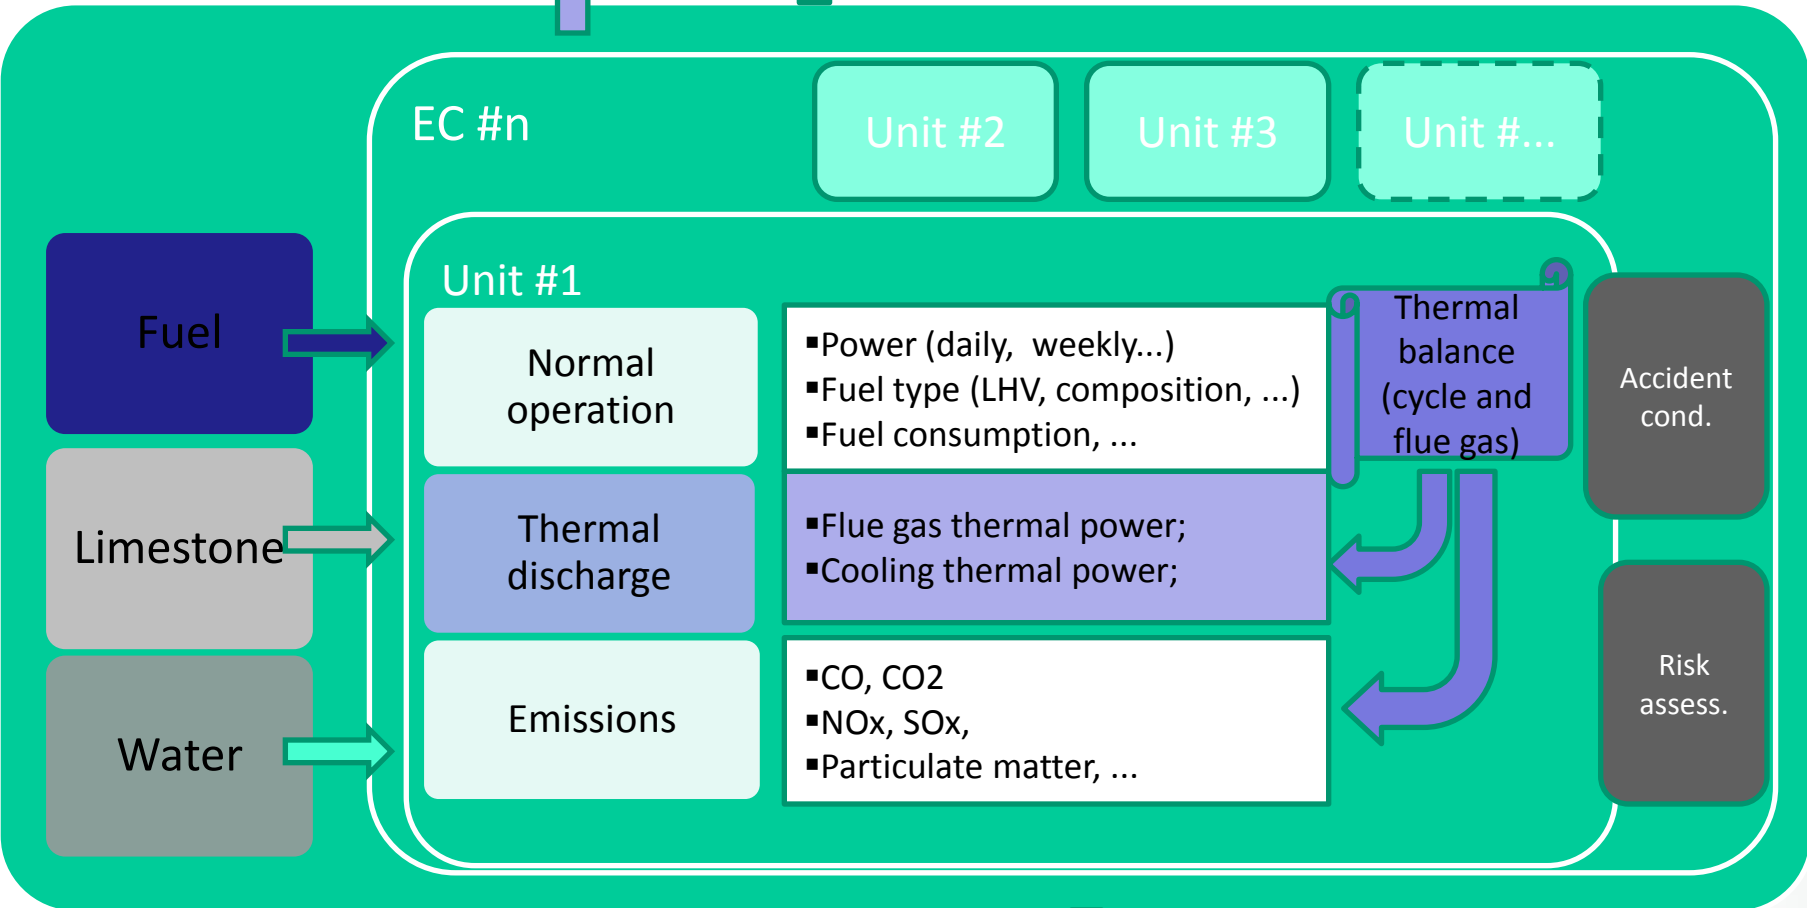 EC #n
Unit #2
Unit #3
Unit #...
Unit #1
Fuel
Limestone
Water
Normal
operation
▪Power (daily,  weekly...)
▪Fuel type (LHV, composition, ...)
▪Fuel consumption, ...
Thermal
balance
(cycle and
flue gas)
Thermal
discharge
▪Flue gas thermal power;
▪Cooling thermal power;
Emissions
▪CO, CO2
▪NOx, SOx,
▪Particulate matter, ...
Accident
cond.
Risk
assess.